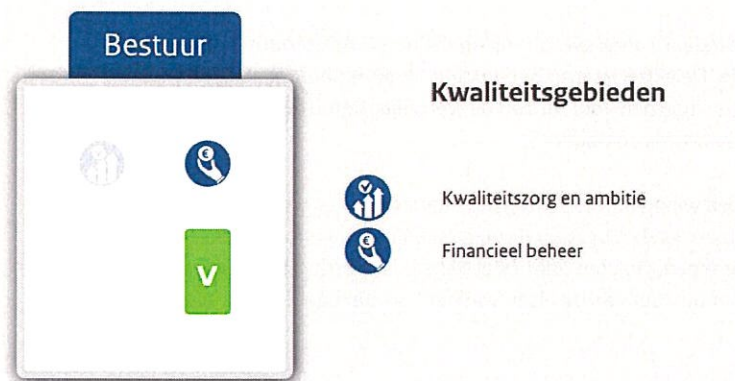 Bestuur
Kwaliteitsgebieden
€
Kwaliteitszorg en ambitie
€
Financieel beheer
V